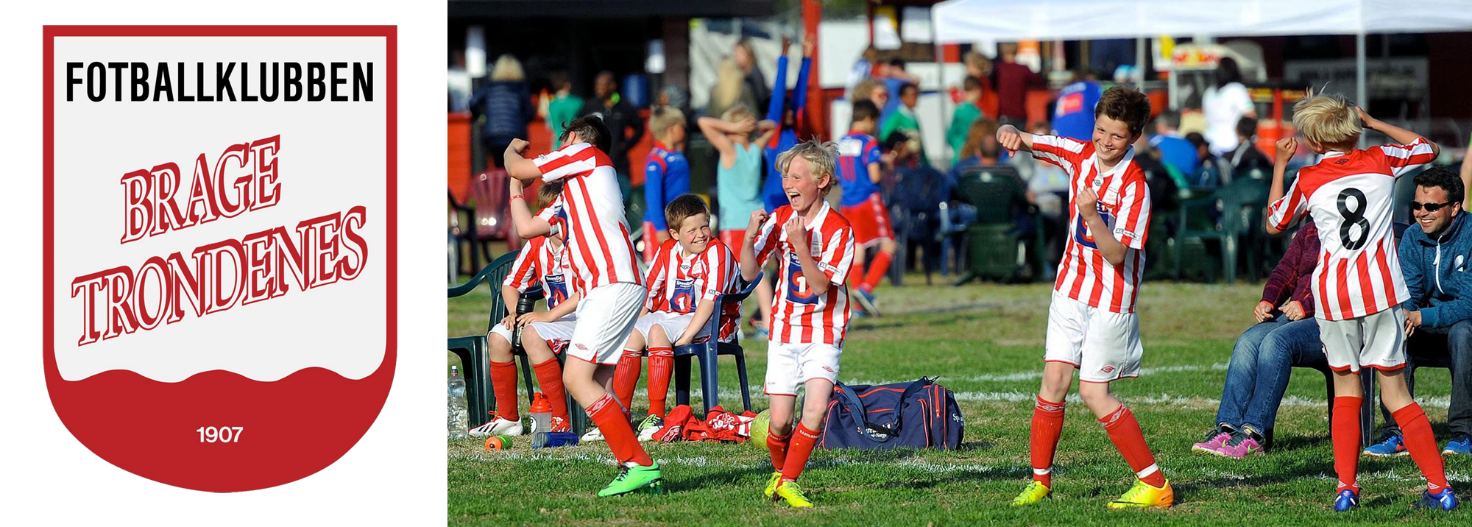 FOTBALLKLUBBEN
BRAGE
TRONDENES
1907
8